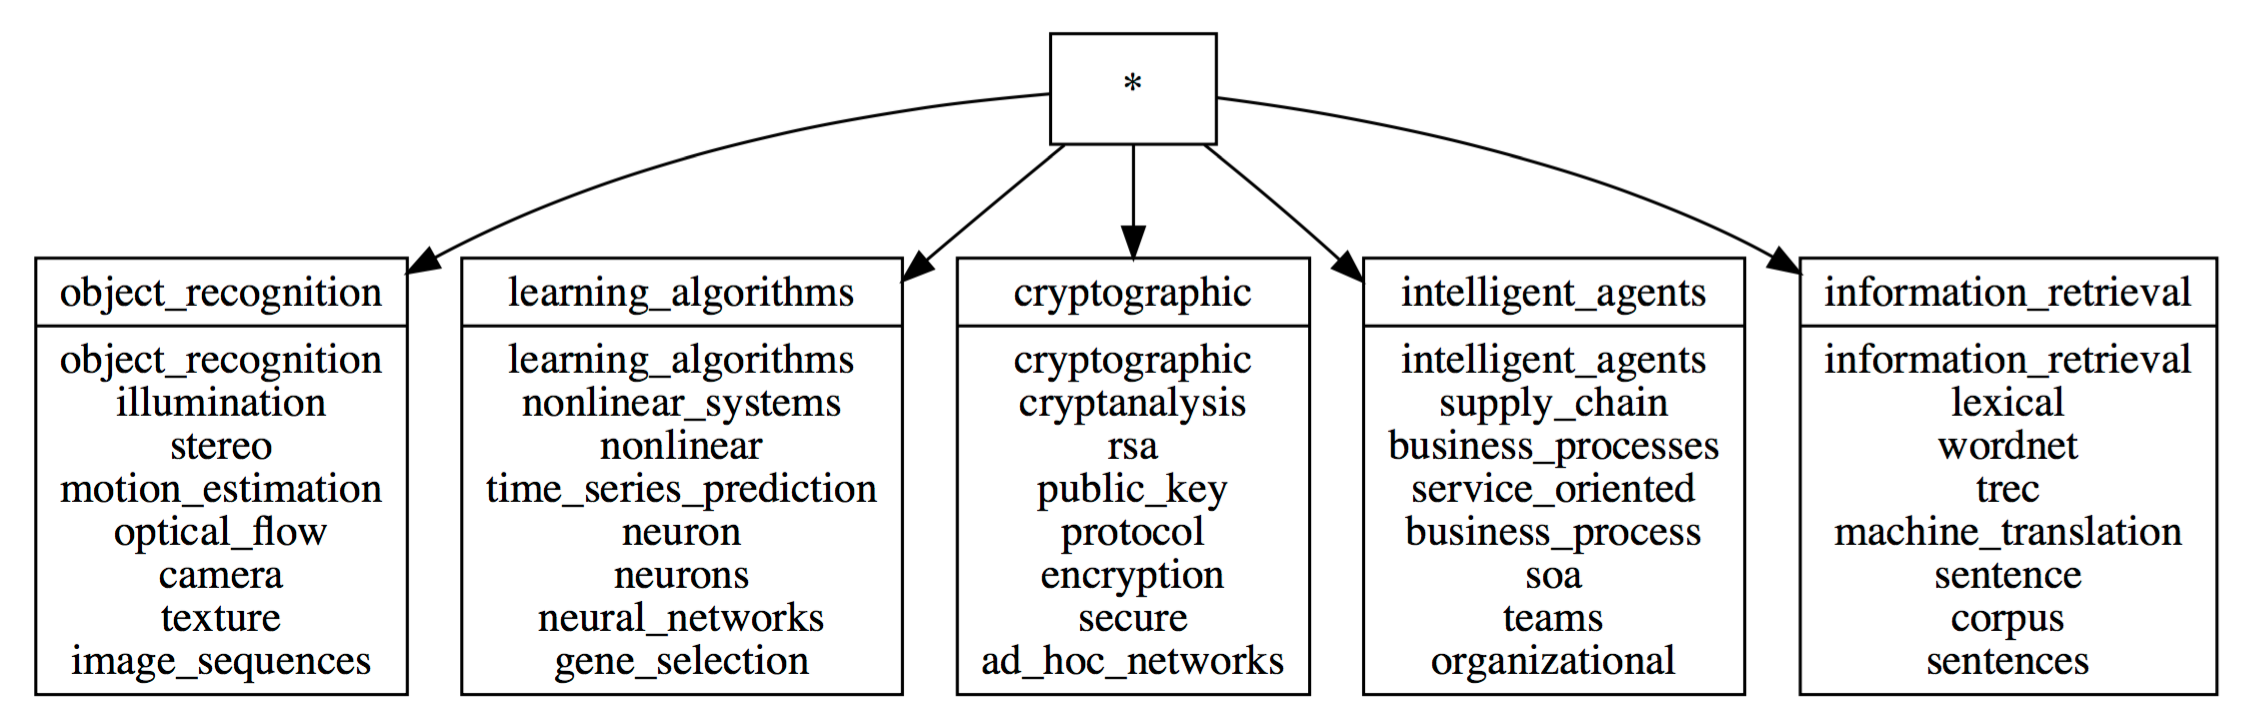 *
object_recognition
object_recognition
illumination
stereo
motion_estimation
optical_flow
camera
texture
image_sequences
learning_algorithms
learning_algorithms
nonlinear_systems
nonlinear
time_series_prediction
neuron
neurons
neural_networks
gene_selection
cryptographic
cryptographic
cryptanalysis
rsa
public_key
protocol
encryption
secure
ad_hoc_networks
intelligent_agents
intelligent_agents
supply_chain
business_processes
service_oriented
business_process
soa
teams
organizational
information_retrieval
information_retrieval
lexical
wordnet
trec
machine_translation
sentence
corpus
sentences